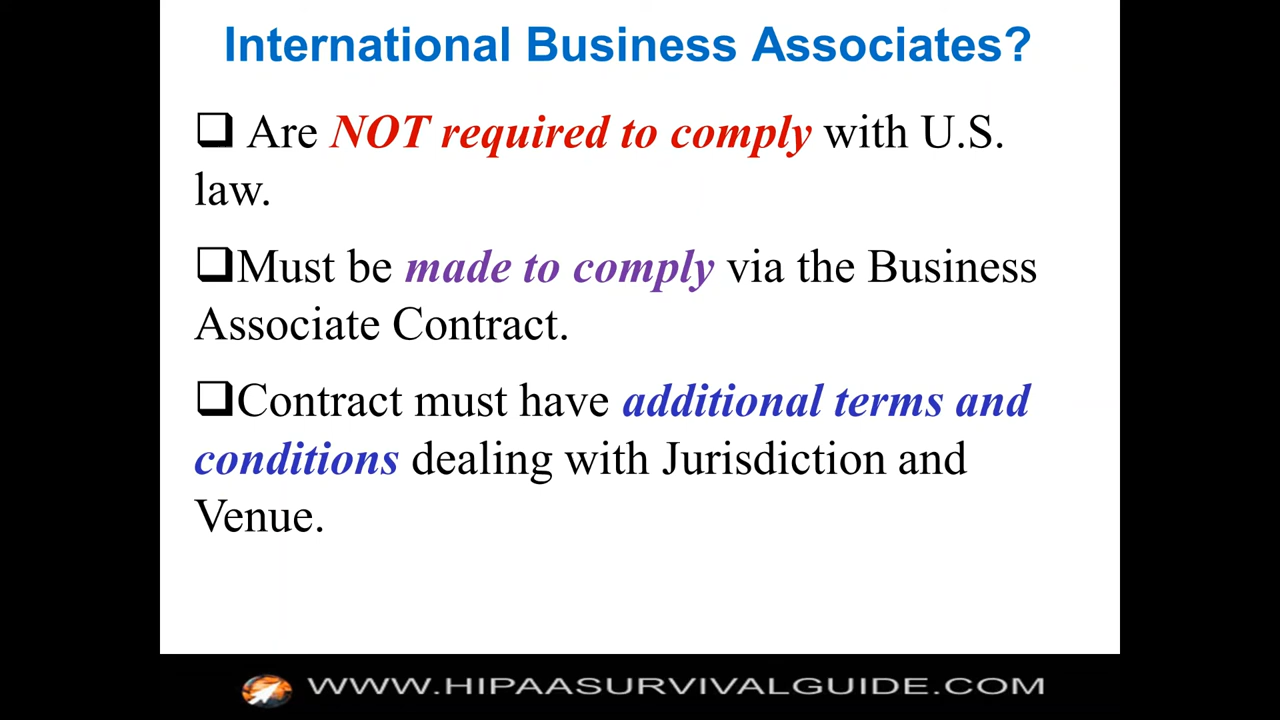 International Business Associates?
❑ Are NOT required to comply with U.S.
law.
❑Must be made to comply via the Business
Associate Contract.
❑Contract must have additional terms and
conditions dealing with Jurisdiction and
Venue.
WWW.HIPAASURVIVALGUIDE.COM